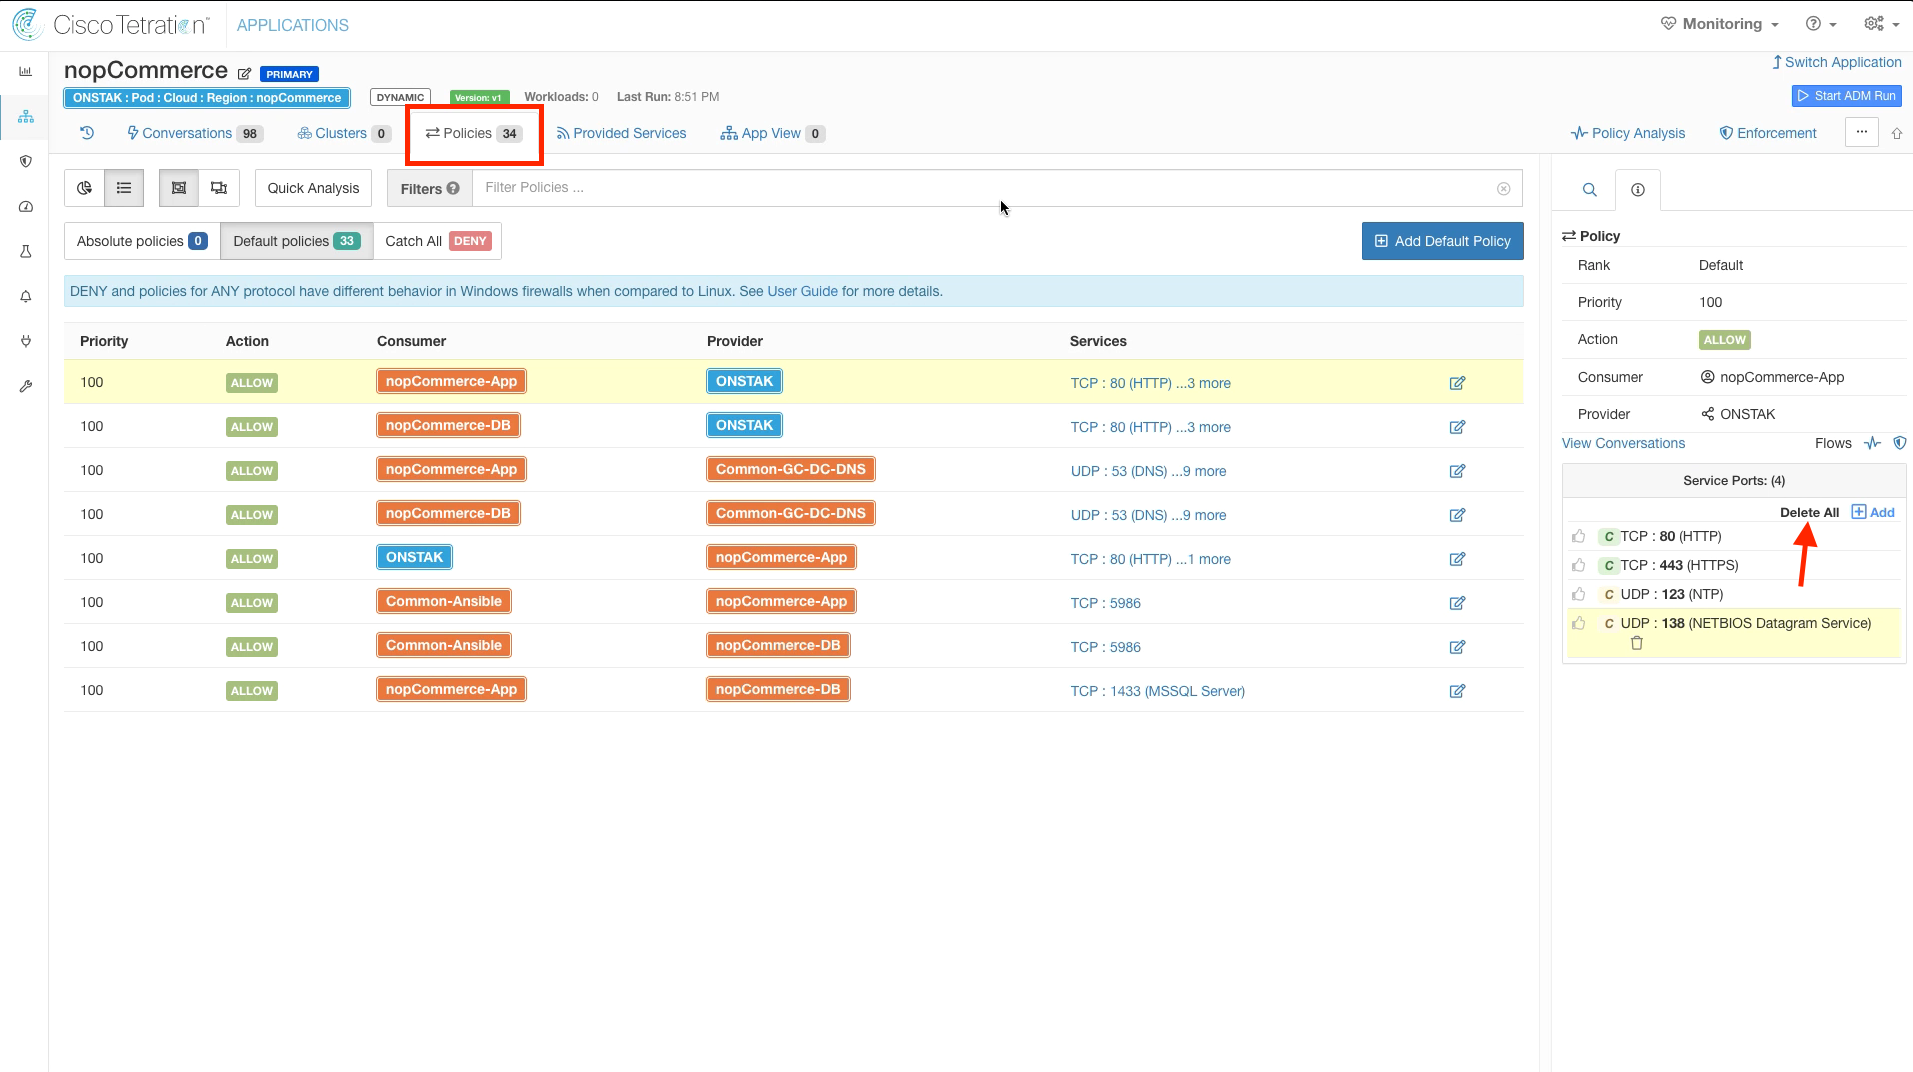 Cisco Tetration™ APPLICATIONS Monitoring
nopCommerce PRIMARY Switch Application
ONSTAK : Pod : Cloud : Region : nopCommerce DYNAMIC Version: v1 Workloads: 0 Last Run: 8:51 PM Start ADM Run
Conversations 98 Clusters 0 Policies 34 Provided Services App View 0 Policy Analysis Enforcement ...
Quick Analysis Filters ? Filter Policies ...
Absolute policies 0 Default policies 33 Catch All DENY Add Default Policy
DENY and policies for ANY protocol have different behavior in Windows firewalls when compared to Linux. See User Guide for more details.
Priority Action Consumer Provider Services
100 ALLOW nopCommerce-App ONSTAK TCP : 80 (HTTP) ...3 more
100 ALLOW nopCommerce-DB ONSTAK TCP : 80 (HTTP) ...3 more
100 ALLOW nopCommerce-App Common-GC-DC-DNS UDP : 53 (DNS) ...9 more
100 ALLOW nopCommerce-DB Common-GC-DC-DNS UDP : 53 (DNS) ...9 more
100 ALLOW ONSTAK nopCommerce-App TCP : 80 (HTTP) ...1 more
100 ALLOW Common-Ansible nopCommerce-App TCP : 5986
100 ALLOW Common-Ansible nopCommerce-DB TCP : 5986
100 ALLOW nopCommerce-App nopCommerce-DB TCP : 1433 (MSSQL Server)
Policy
Rank Default
Priority 100
Action ALLOW
Consumer nopCommerce-App
Provider ONSTAK
View Conversations Flows
Service Ports: (4)
Delete All Add
C TCP : 80 (HTTP)
C TCP : 443 (HTTPS)
C UDP : 123 (NTP)
C UDP : 138 (NETBIOS Datagram Service)